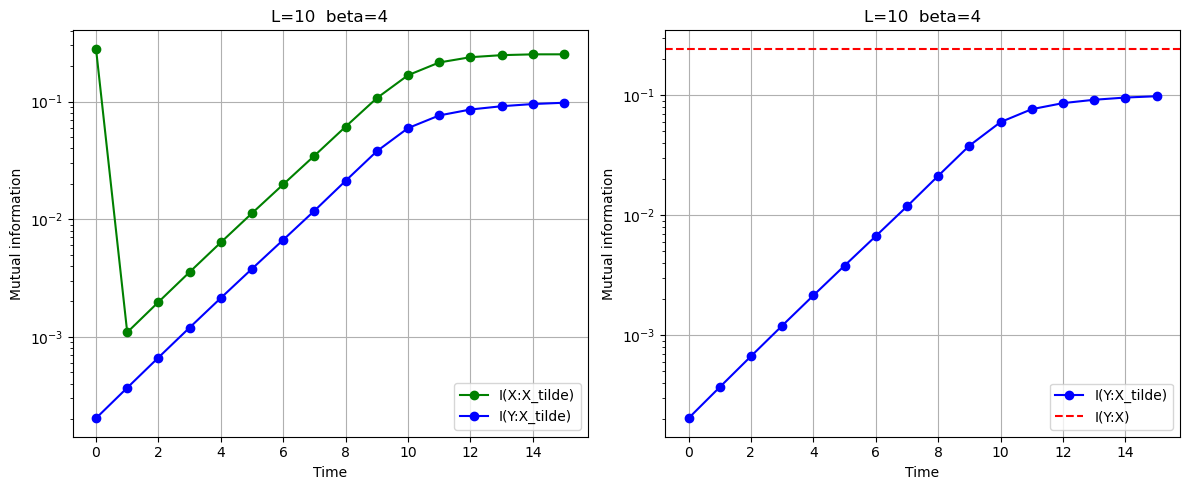 L=10  beta=4
Mutual information
10^{-1}
10^{-2}
10^{-3}
0 2 4 6 8 10 12 14
Time
I(X:X_tilde)
I(Y:X_tilde)
L=10  beta=4
Mutual information
10^{-1}
10^{-2}
10^{-3}
0 2 4 6 8 10 12 14
Time
I(Y:X_tilde)
I(Y:X)